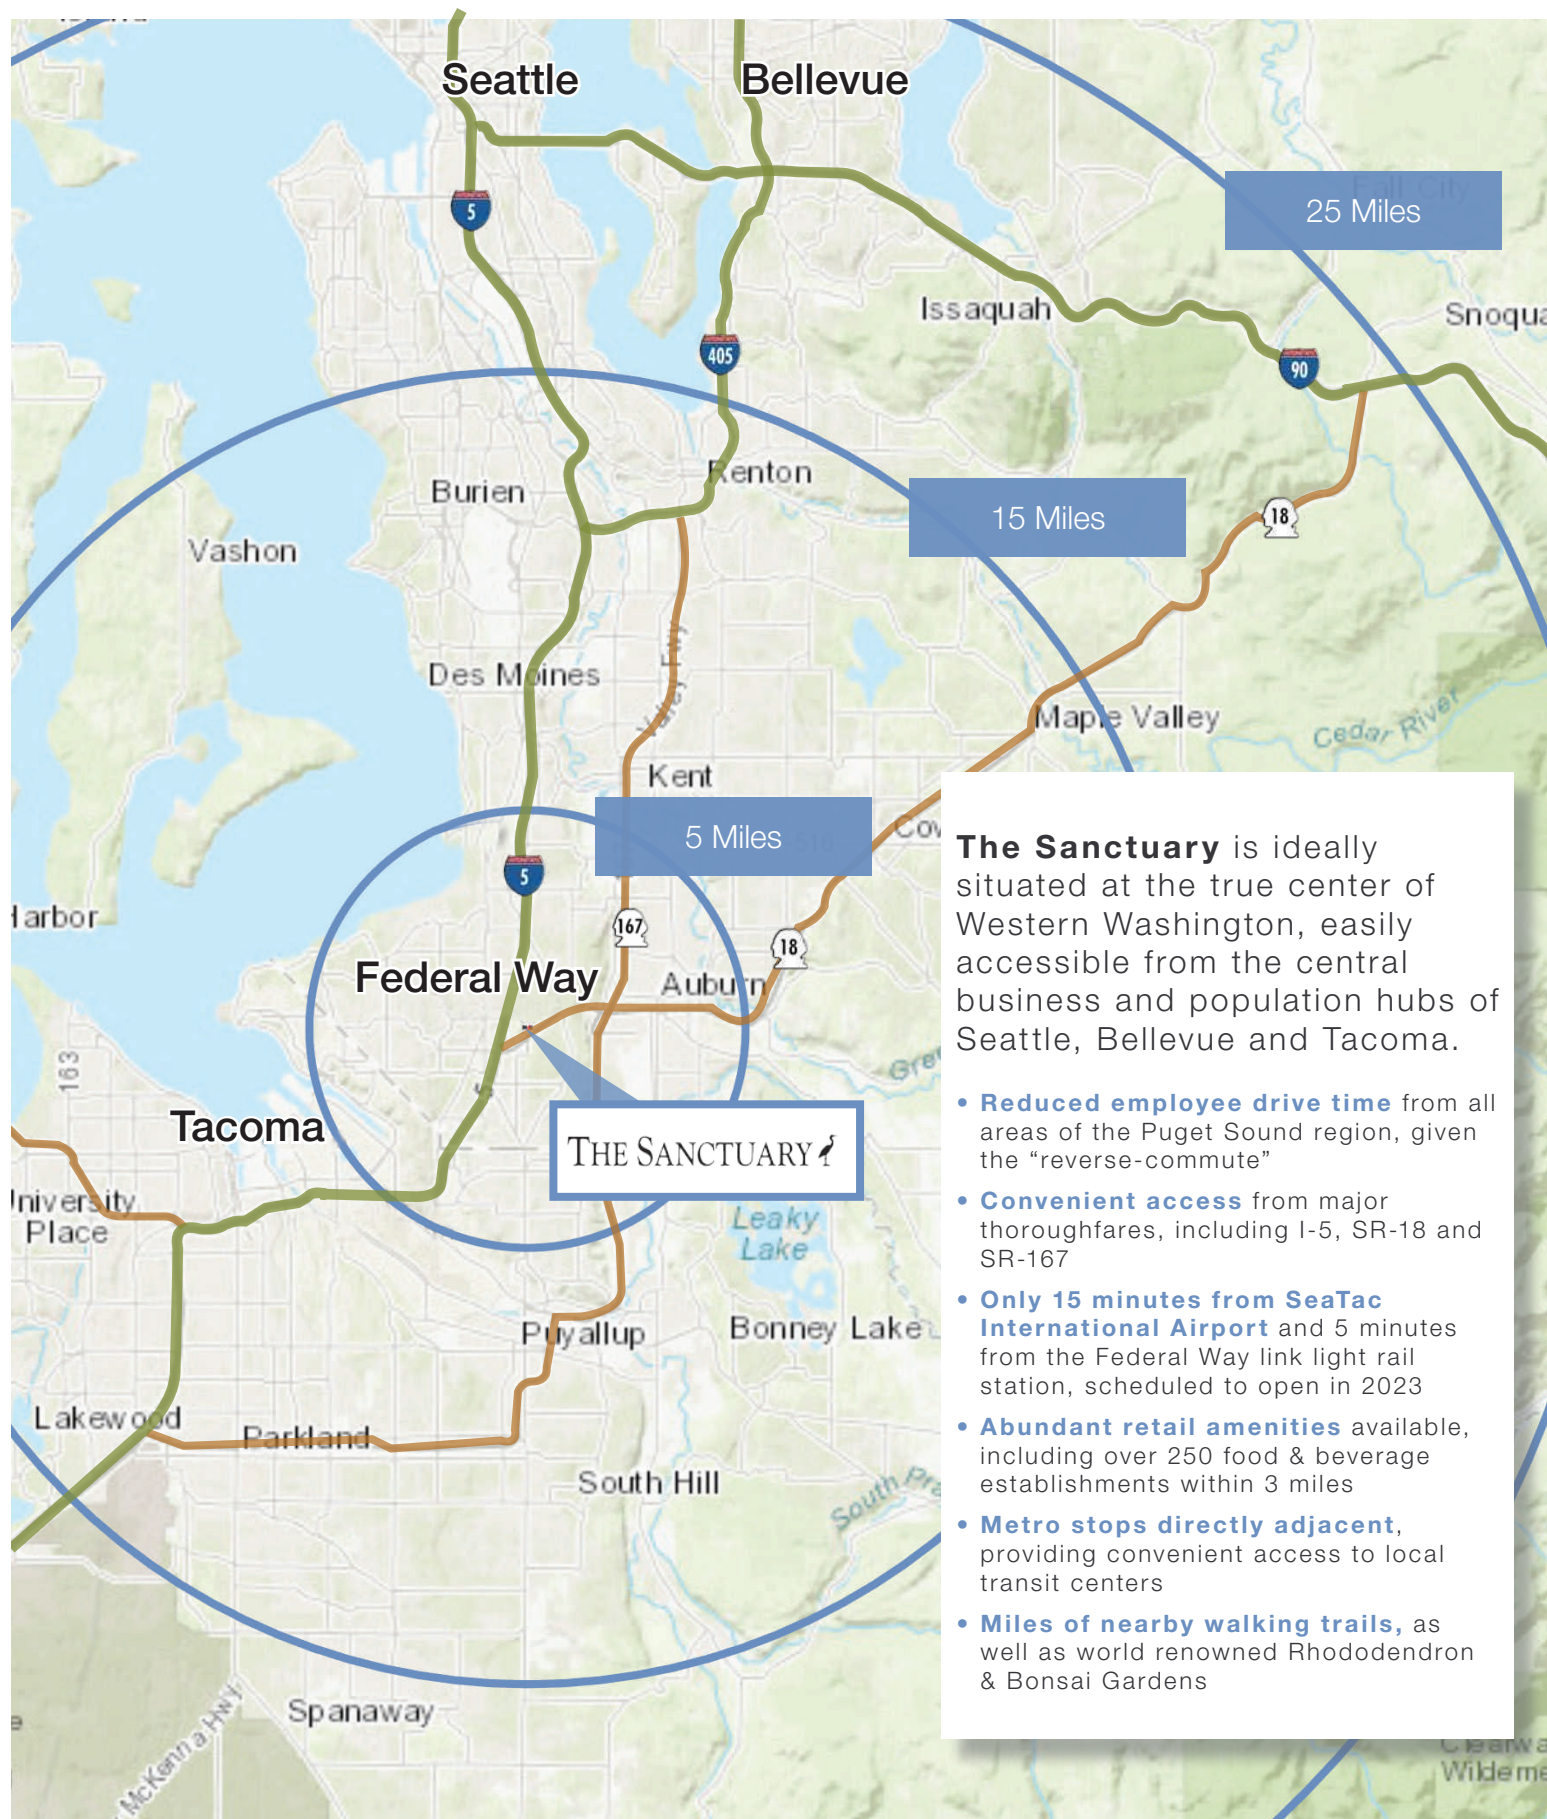 Seattle
Bellevue
5
25 Miles
Issaquah
405
90
Renton
Burien
15 Miles
18
Vashon
Des Moines
Valley Fwy
Maple Valley
Cedar River
Kent
5 Miles
516
5
Harbor
167
18
Federal Way
Auburn
163
Tacoma
THE SANCTUARY
University
Place
Leaky
Lake
Puyallup
Bonney Lake
Lakewood
Parkland
South Hill
Spanaway
McKenna Hwy
The Sanctuary is ideally
situated at the true center of
Western Washington, easily
accessible from the central
business and population hubs of
Seattle, Bellevue and Tacoma.
• Reduced employee drive time from all
areas of the Puget Sound region, given
the “reverse-commute”
• Convenient access from major
thoroughfares, including I-5, SR-18 and
SR-167
• Only 15 minutes from SeaTac
International Airport and 5 minutes
from the Federal Way link light rail
station, scheduled to open in 2023
• Abundant retail amenities available,
including over 250 food & beverage
establishments within 3 miles
• Metro stops directly adjacent,
providing convenient access to local
transit centers
• Miles of nearby walking trails, as
well as world renowned Rhododendron
& Bonsai Gardens